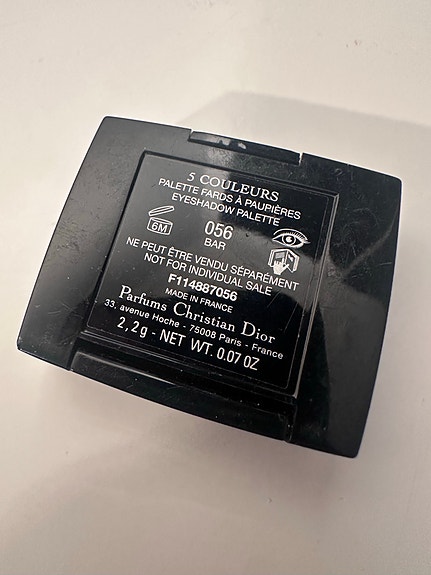 5 COULEURS
PALETTE FARDS À PAUPIÈRES
EYESHADOW PALETTE
6M
056
BAR
NE PEUT ÊTRE VENDU SÉPARÉMENT
NOT FOR INDIVIDUAL SALE
F114887056
MADE IN FRANCE
Parfums Christian Dior
33, avenue Hoche - 75008 Paris - France
2,2g - NET WT. 0.07 OZ